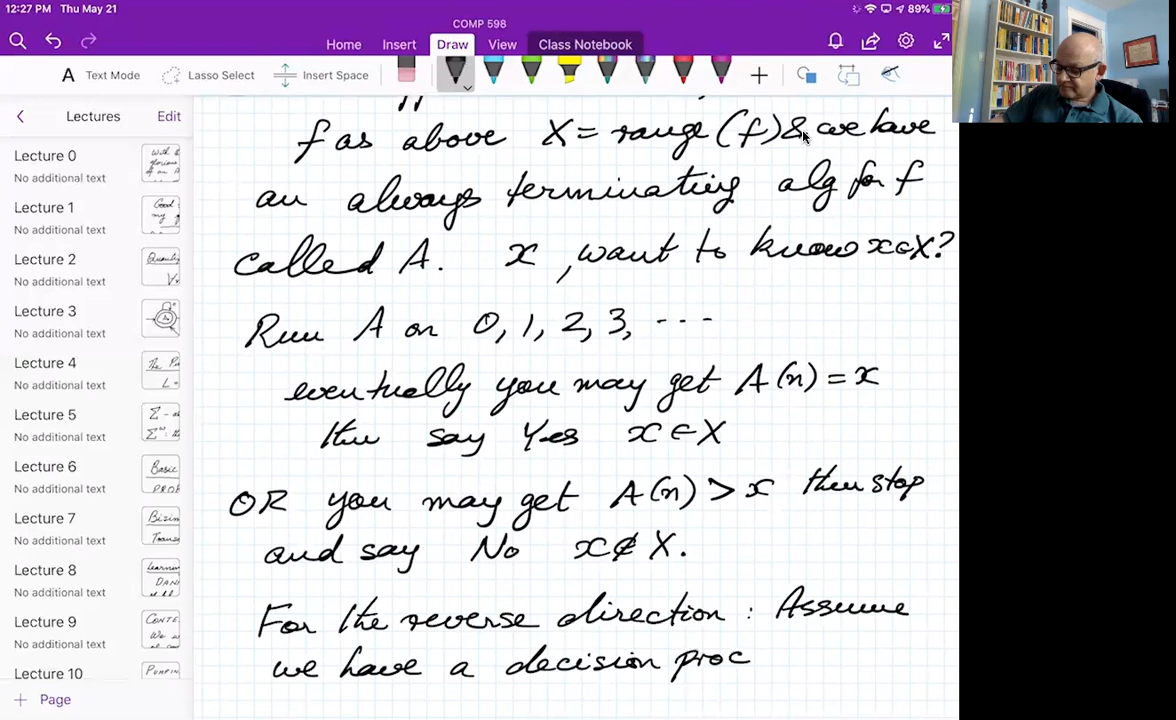 12:27 PM Thu May 21
89%
COMP 598
Home Insert Draw View Class Notebook
A Text Mode Lasso Select Insert Space
Lectures Edit
Lecture 0
No additional text
Lecture 1
No additional text
Lecture 2
No additional text
Lecture 3
No additional text
Lecture 4
No additional text
Lecture 5
No additional text
Lecture 6
No additional text
Lecture 7
No additional text
Lecture 8
No additional text
Lecture 9
No additional text
Lecture 10
No additional text
+ Page
f as above X = range (f) & we have
an always terminating alg for f
called A. x , want to know x∈X?
Run A on 0, 1, 2, 3, ...
eventually you may get A(n) = x
then say Yes x ∈ X
OR you may get A(n) > x then stop
and say No x ∉ X.
For the reverse direction : Assume
we have a decision proc